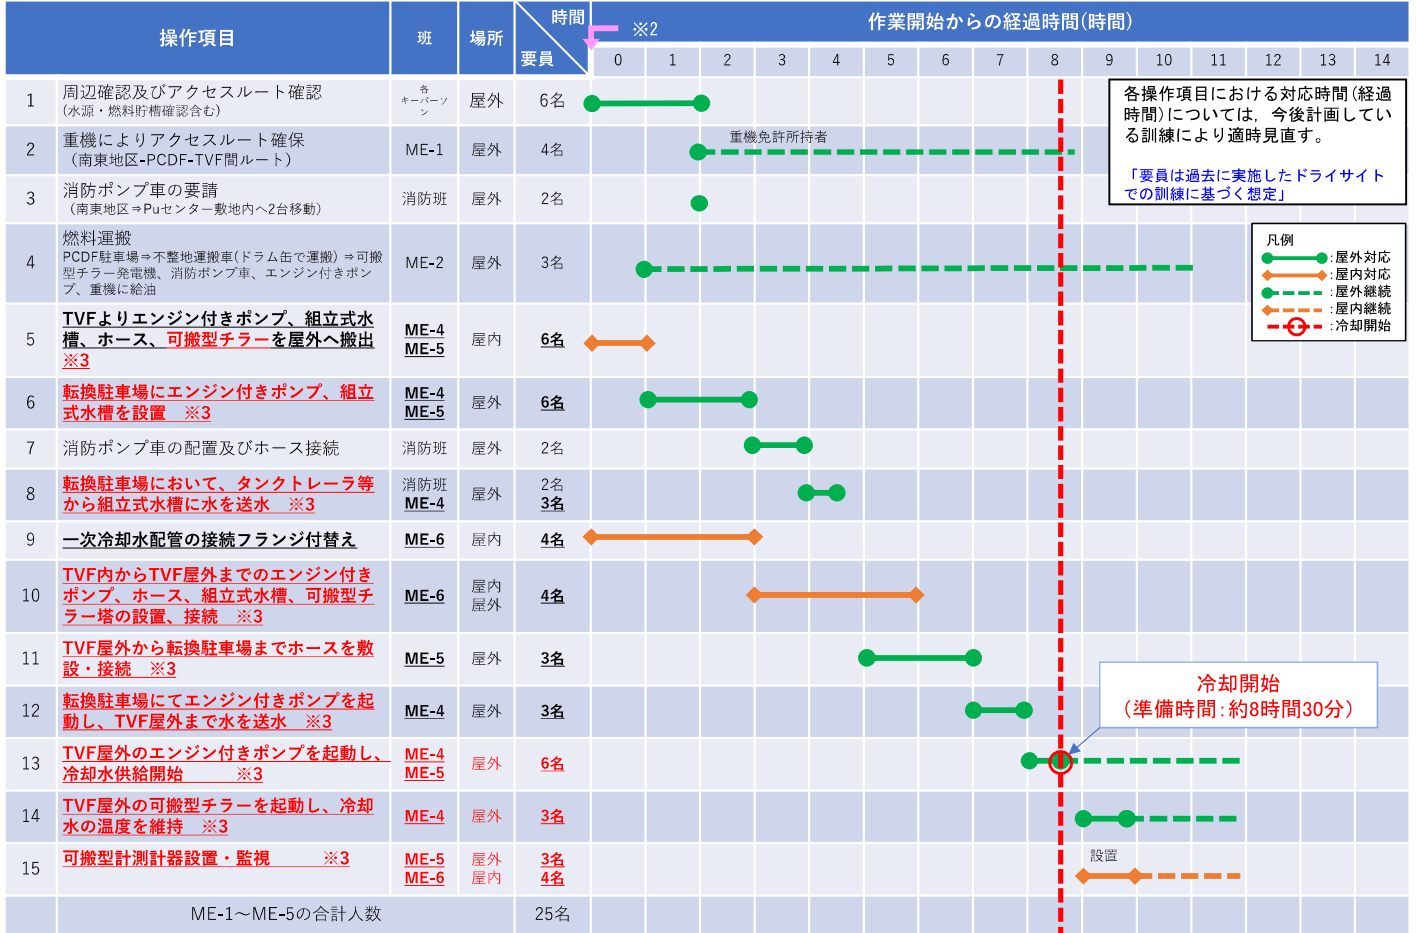 操作項目
班
場所
時間
要員
※2
作業開始からの経過時間(時間)
0 1 2 3 4 5 6 7 8 9 10 11 12 13 14
1
周辺確認及びアクセスルート確認
(水源・燃料貯槽確認含む)
各
キーパーソ
ン
屋外
6名
2
重機によりアクセスルート確保
(南東地区-PCDF-TVF間ルート)
ME-1
屋外
4名
重機免許所持者
3
消防ポンプ車の要請
(南東地区⇒Puセンター敷地内へ2台移動)
消防班
屋外
2名
4
燃料運搬
PCDF駐車場⇒不整地運搬車(ドラム缶で運搬) ⇒可搬
型チラー発電機、消防ポンプ車、エンジン付きポン
プ、重機に給油
ME-2
屋外
3名
5
TVFよりエンジン付きポンプ、組立式水
槽、ホース、可搬型チラーを屋外へ搬出
※3
ME-4
ME-5
屋内
6名
6
転換駐車場にエンジン付きポンプ、組立
式水槽を設置 ※3
ME-4
ME-5
屋外
6名
7
消防ポンプ車の配置及びホース接続
消防班
屋外
2名
8
転換駐車場において、タンクトレーラ等
から組立式水槽に水を送水 ※3
消防班
ME-4
屋外
2名
3名
9
一次冷却水配管の接続フランジ付替え
ME-6
屋内
4名
10
TVF内からTVF屋外までのエンジン付き
ポンプ、ホース、組立式水槽、可搬型チ
ラー塔の設置、接続 ※3
ME-6
屋内
屋外
4名
11
TVF屋外から転換駐車場までホースを敷
設・接続 ※3
ME-5
屋外
3名
12
転換駐車場にてエンジン付きポンプを起
動し、TVF屋外まで水を送水 ※3
ME-4
屋外
3名
13
TVF屋外のエンジン付きポンプを起動し、
冷却水供給開始 ※3
ME-4
ME-5
屋外
6名
14
TVF屋外の可搬型チラーを起動し、冷却
水の温度を維持 ※3
ME-4
屋外
3名
15
可搬型計測計器設置・監視 ※3
ME-5
ME-6
屋外
屋内
3名
4名
設置
ME-1～ME-5の合計人数
25名
各操作項目における対応時間(経過
時間)については，今後計画してい
る訓練により適時見直す。
「要員は過去に実施したドライサイト
での訓練に基づく想定」
凡例
:屋外対応
:屋内対応
:屋外継続
:屋内継続
:冷却開始
冷却開始
(準備時間:約8時間30分)